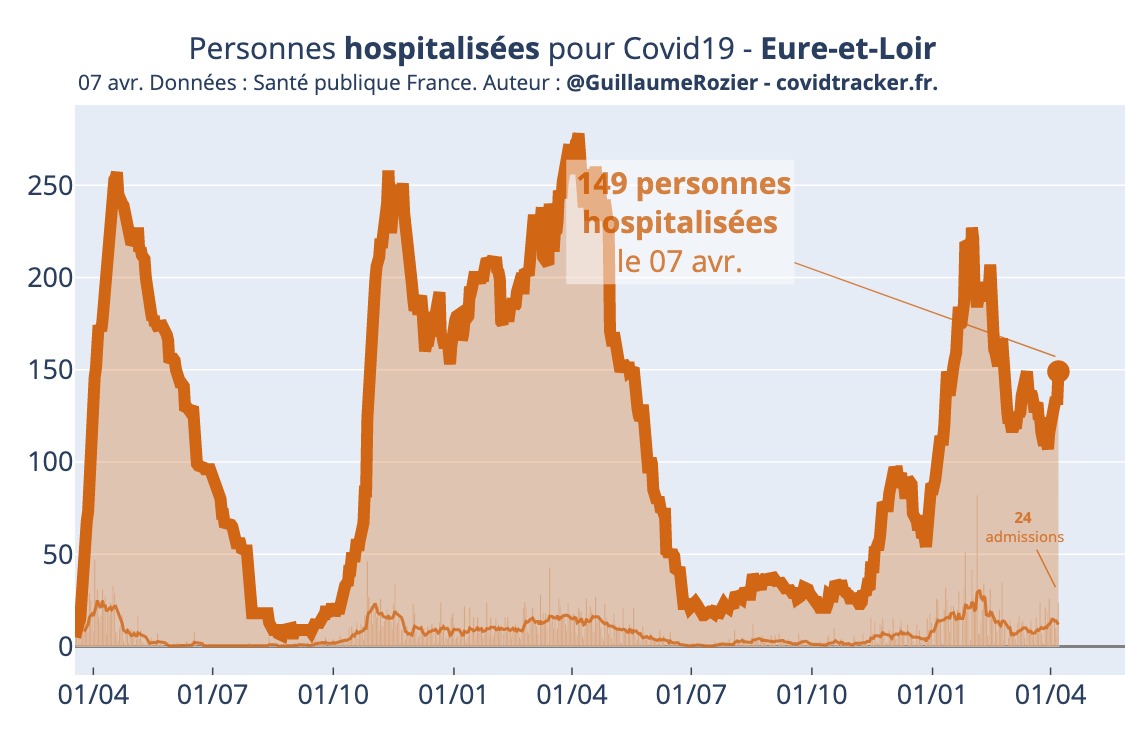 Personnes hospitalisées pour Covid19 - Eure-et-Loir
07 avr. Données : Santé publique France. Auteur : @GuillaumeRozier - covidtracker.fr.
250
200
150
100
50
0
149 personnes
hospitalisées
le 07 avr.
24
admissions
01/04
01/07
01/10
01/01
01/04
01/07
01/10
01/01
01/04